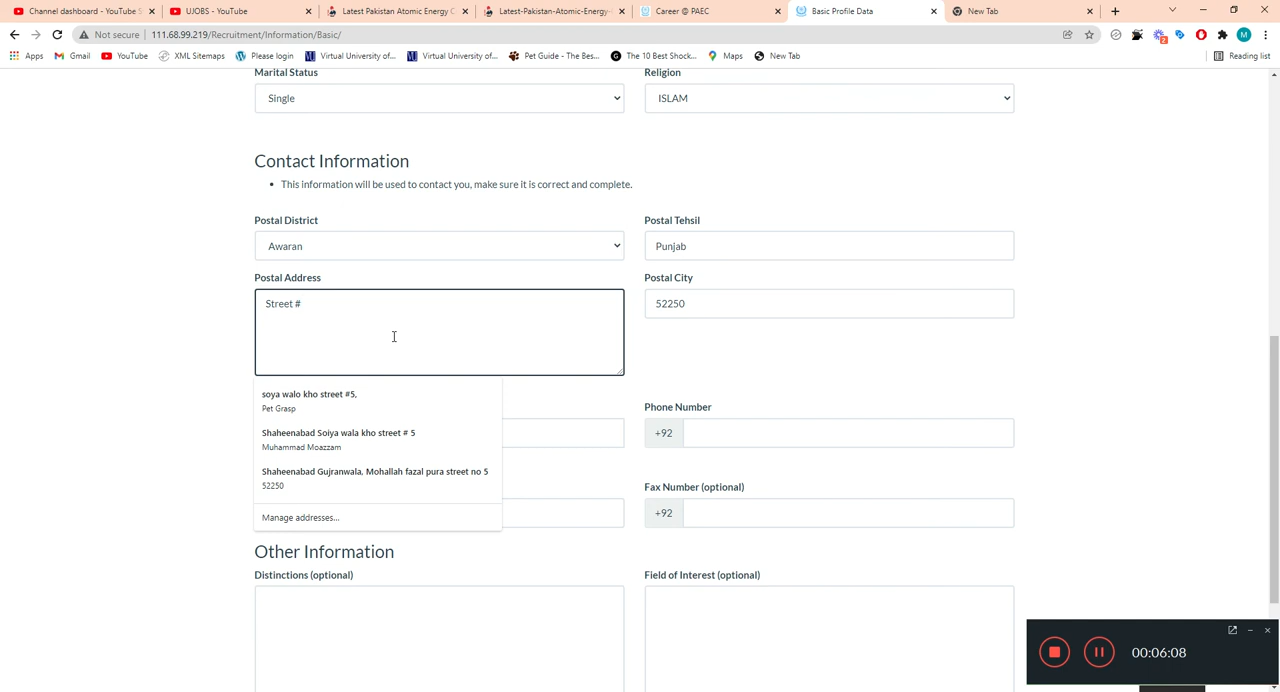 Channel dashboard - YouTube S
UJOBS - YouTube
Latest Pakistan Atomic Energy C
Latest-Pakistan-Atomic-Energy-
Career @ PAEC
Basic Profile Data
New Tab
Not secure
111.68.99.219/Recruitment/Information/Basic/
2
M
Apps
Gmail
YouTube
XML Sitemaps
Please login
Virtual University of...
Virtual University of...
Pet Guide - The Bes...
The 10 Best Shock...
Maps
New Tab
Reading list
Marital Status
Religion
Single
ISLAM
Contact Information
• This information will be used to contact you, make sure it is correct and complete.
Postal District
Postal Tehsil
Awaran
Punjab
Postal Address
Postal City
Street #
52250
soya walo kho street #5,
Pet Grasp
Shaheenabad Soiya wala kho street # 5
Muhammad Moazzam
Shaheenabad Gujranwala, Mohallah fazal pura street no 5
52250
Manage addresses...
Phone Number
+92
Fax Number (optional)
+92
Other Information
Distinctions (optional)
Field of Interest (optional)
00:06:08